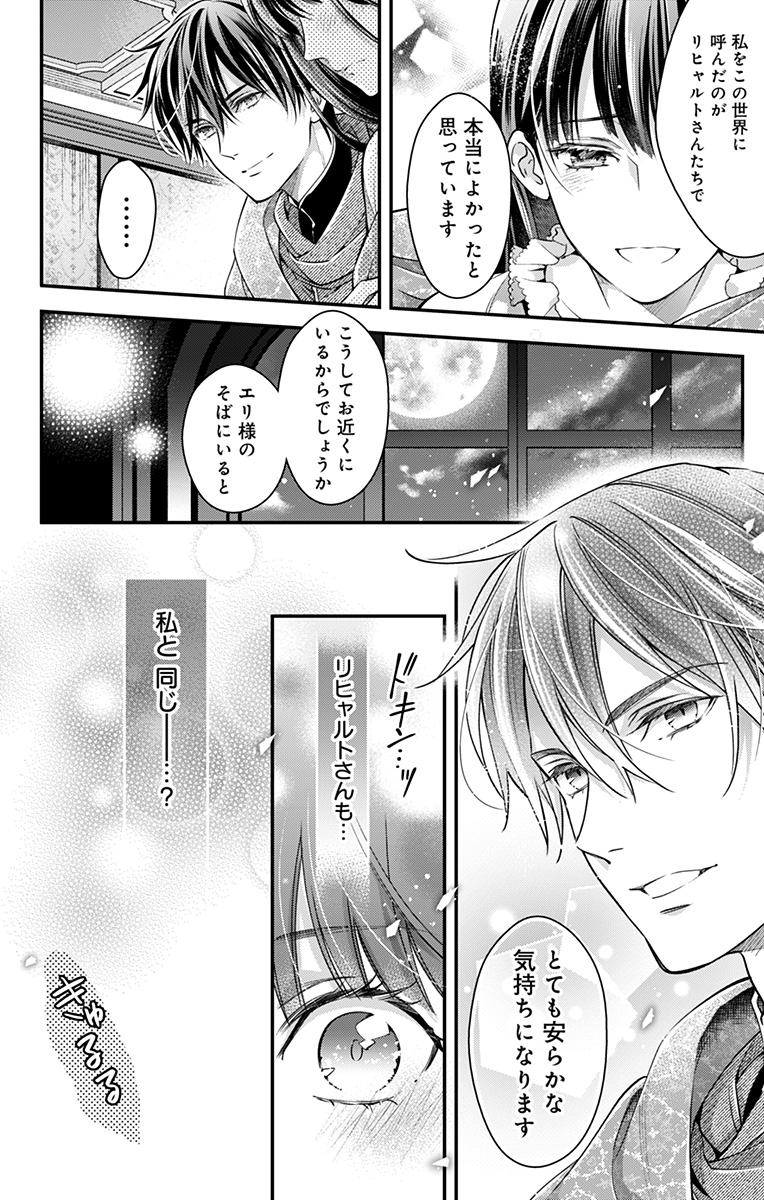 私をこの世界に
呼んだのが
リヒャルトさんたちで
本当によかったと
思っています
……
こうしてお近くに
いるからでしょうか
エリ様の
そばにいると
とても安らかな
気持ちになります
ドキン…ッ
リヒャルトさんも…
私と 同じ――…?
きゅるる